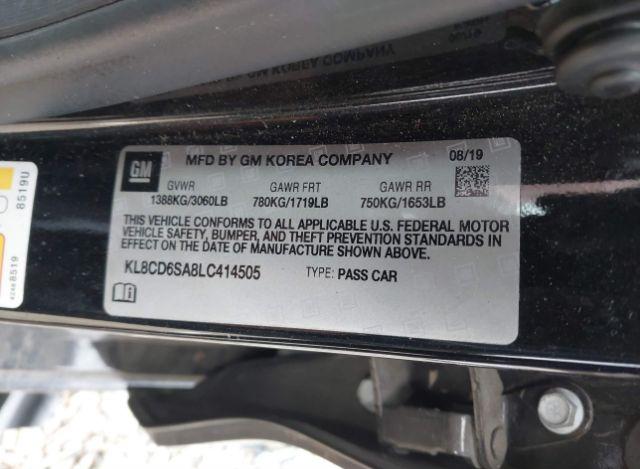 GM
MFD BY GM KOREA COMPANY 08/19
GVWR GAWR FRT GAWR RR
1388KG/3060LB 780KG/1719LB 750KG/1653LB
THIS VEHICLE CONFORMS TO ALL APPLICABLE U.S. FEDERAL MOTOR
VEHICLE SAFETY, BUMPER, AND THEFT PREVENTION STANDARDS IN
EFFECT ON THE DATE OF MANUFACTURE SHOWN ABOVE.
KL8CD6SA8LC414505 TYPE: PASS CAR
8519U